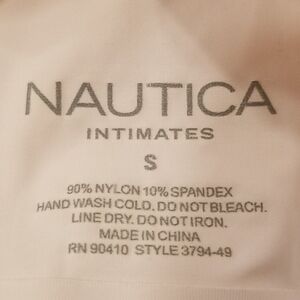 NAUTICA
INTIMATES
S
90% NYLON 10% SPANDEX
HAND WASH COLD. DO NOT BLEACH.
LINE DRY. DO NOT IRON.
MADE IN CHINA
RN 90410 STYLE 3794-49